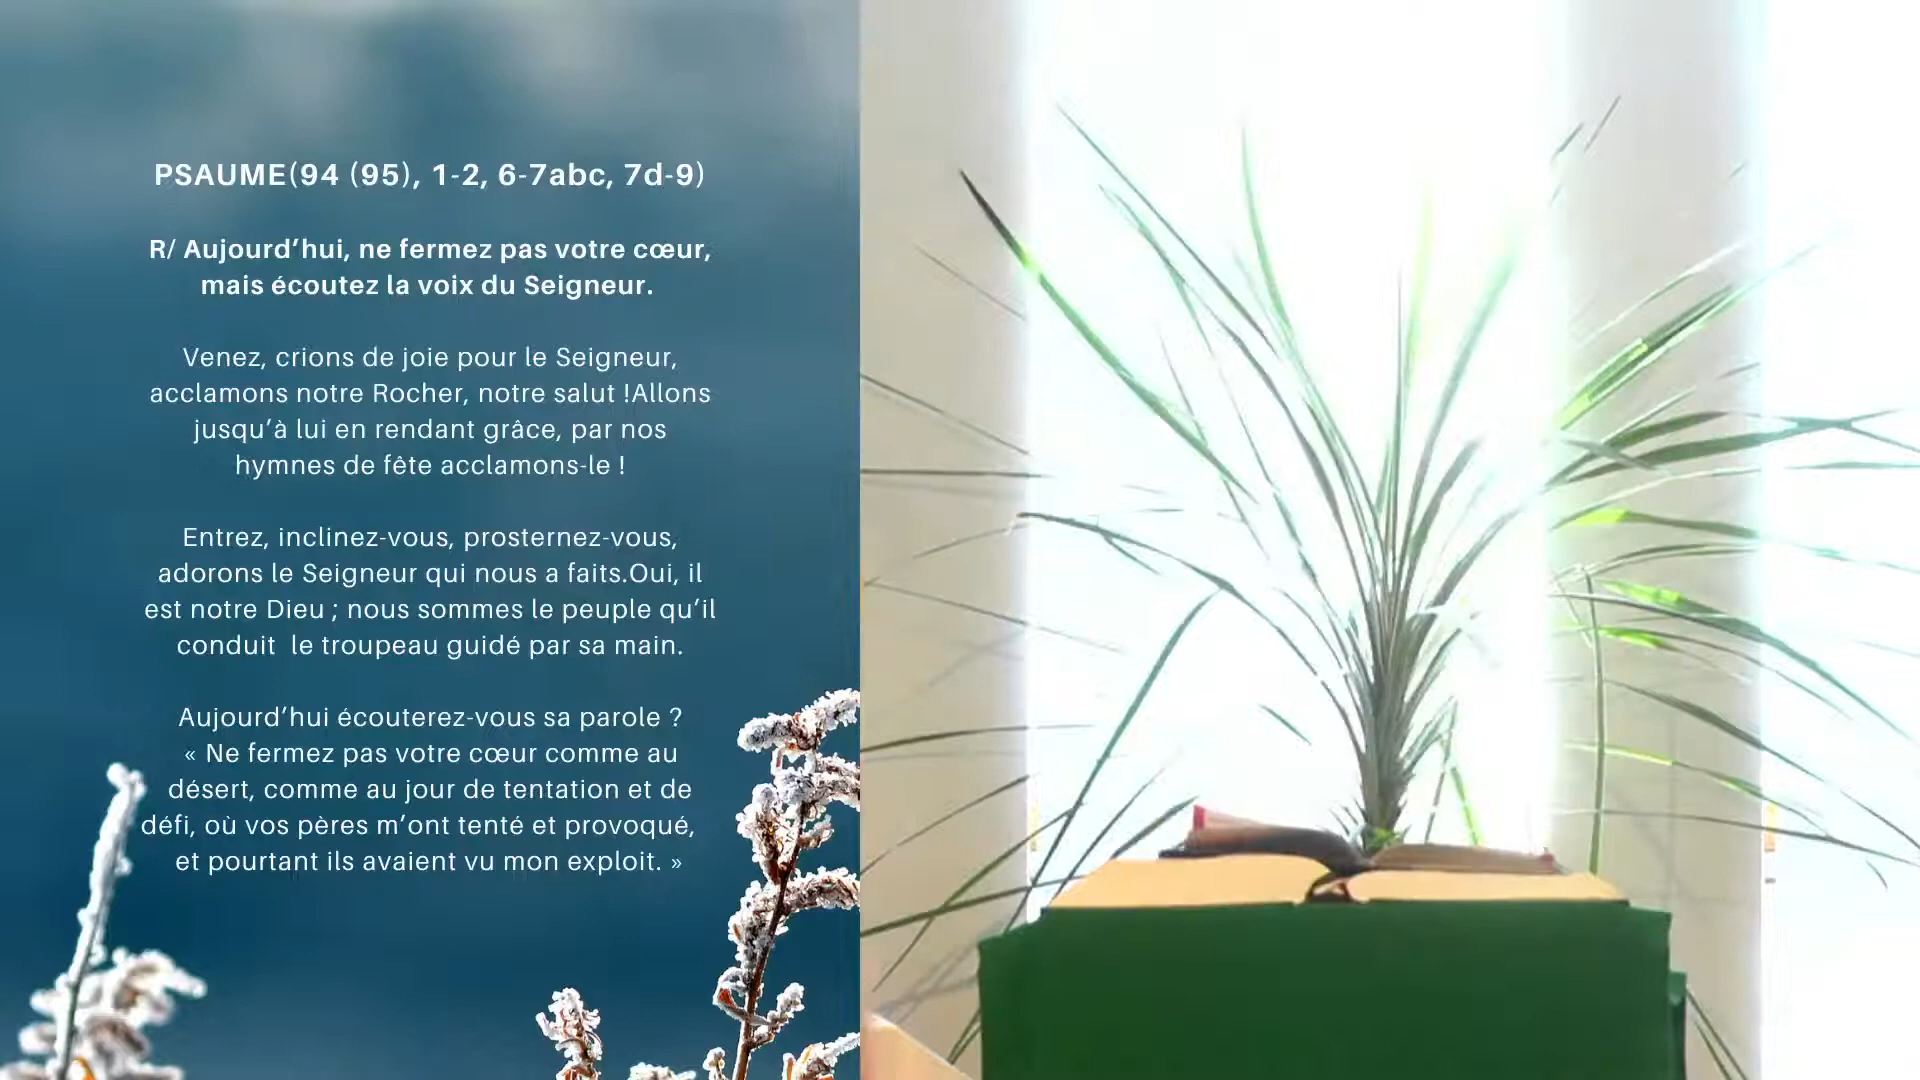 PSAUME(94 (95), 1-2, 6-7abc, 7d-9)
R/ Aujourd’hui, ne fermez pas votre cœur,
mais écoutez la voix du Seigneur.
Venez, crions de joie pour le Seigneur,
acclamons notre Rocher, notre salut !Allons
jusqu’à lui en rendant grâce, par nos
hymnes de fête acclamons-le !
Entrez, inclinez-vous, prosternez-vous,
adorons le Seigneur qui nous a faits.Oui, il
est notre Dieu ; nous sommes le peuple qu’il
conduit  le troupeau guidé par sa main.
Aujourd’hui écouterez-vous sa parole ?
« Ne fermez pas votre cœur comme au
désert, comme au jour de tentation et de
défi, où vos pères m’ont tenté et provoqué,
et pourtant ils avaient vu mon exploit. »